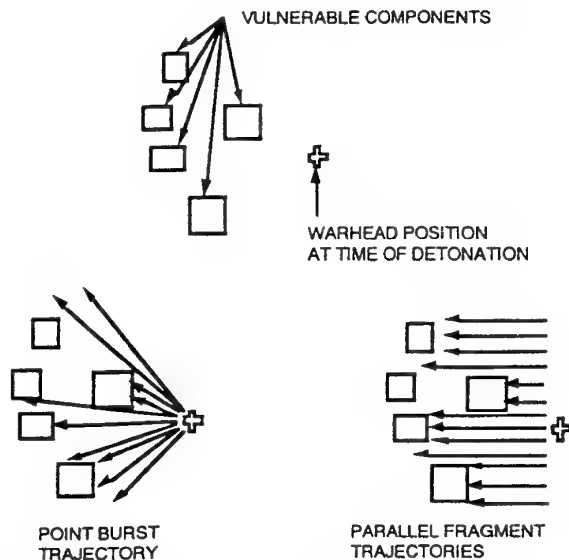 VULNERABLE COMPONENTS
WARHEAD POSITION
AT TIME OF DETONATION
POINT BURST
TRAJECTORY
PARALLEL FRAGMENT
TRAJECTORIES